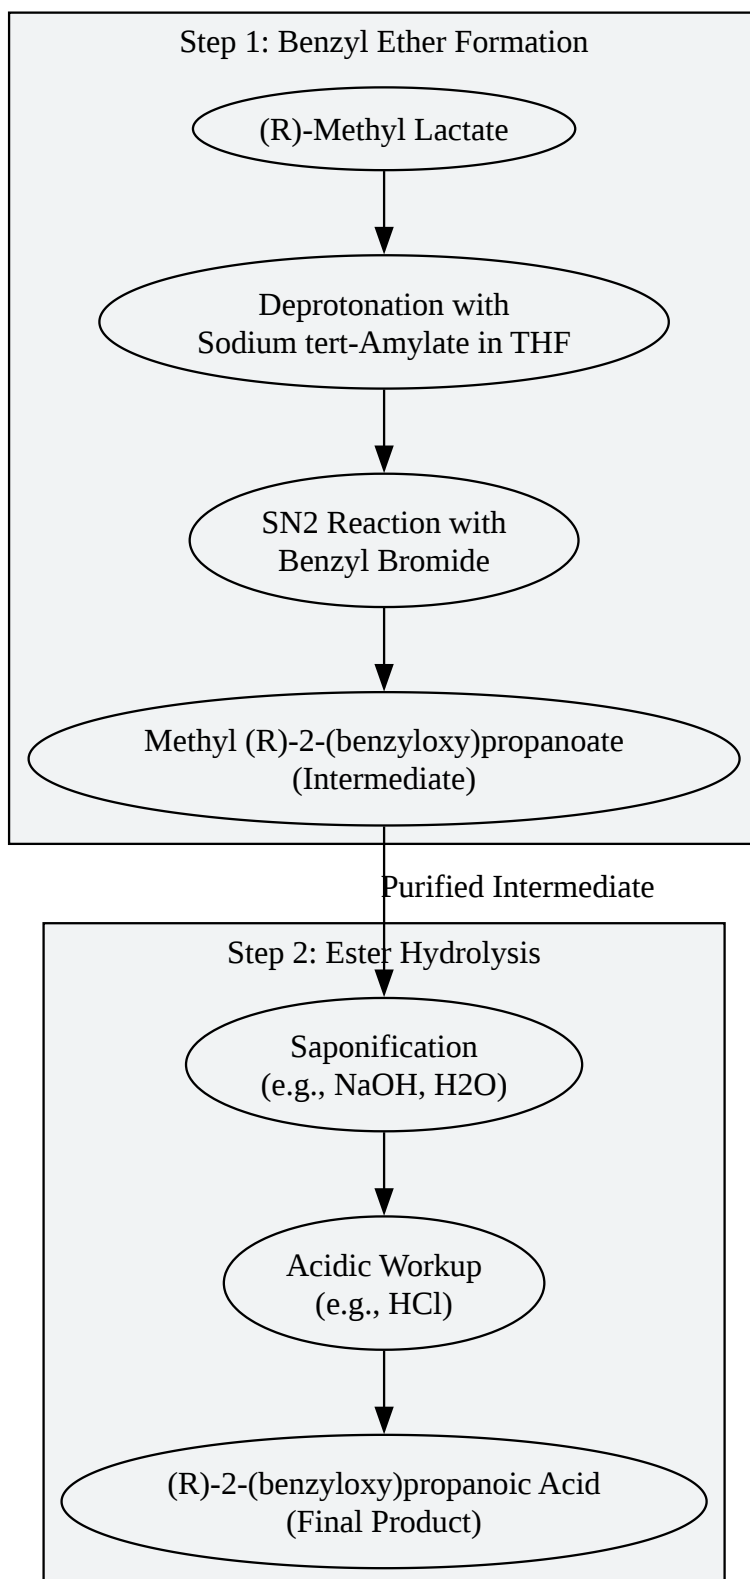 Step 1: Benzyl Ether Formation
(R)-Methyl Lactate
Deprotonation with
Sodium tert-Amylate in THF
SN2 Reaction with
Benzyl Bromide
Methyl (R)-2-(benzyloxy)propanoate
(Intermediate)
Purified Intermediate
Step 2: Ester Hydrolysis
Saponification
(e.g., NaOH, H2O)
Acidic Workup
(e.g., HCl)
(R)-2-(benzyloxy)propanoic Acid
(Final Product)